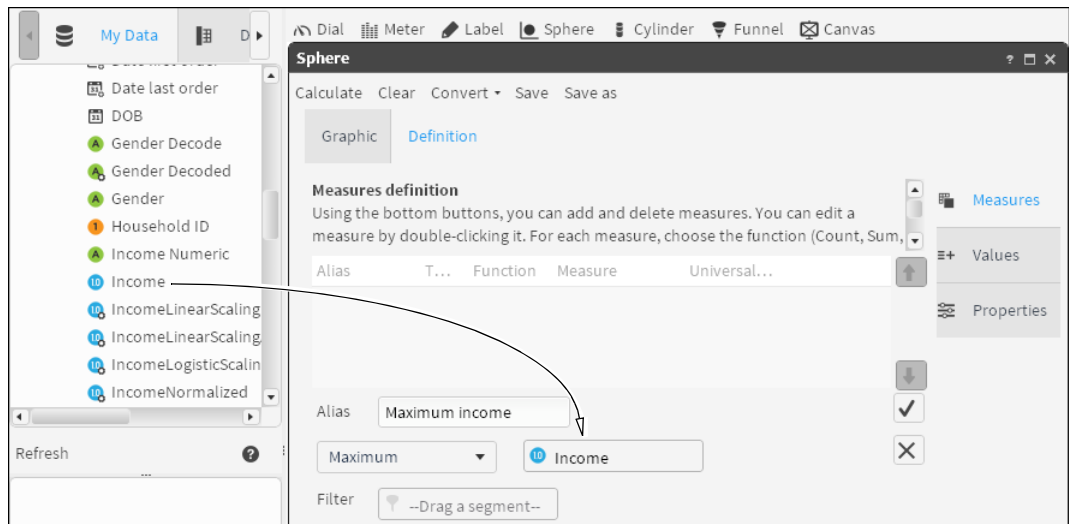 My Data
D
Dial Meter Label Sphere Cylinder Funnel Canvas
Sphere
Calculate Clear Convert Save Save as
Graphic Definition
Date last order
DOB
Gender Decode
Gender Decoded
Gender
Household ID
Income Numeric
Income
IncomeLinearScaling
IncomeLinearScaling
IncomeLogisticScalin
IncomeNormalized
Refresh
Measures definition
Using the bottom buttons, you can add and delete measures. You can edit a
measure by double-clicking it. For each measure, choose the function (Count, Sum,
Alias T... Function Measure Universal...
Alias Maximum income
Maximum Income
Filter --Drag a segment--
Measures
Values
Properties